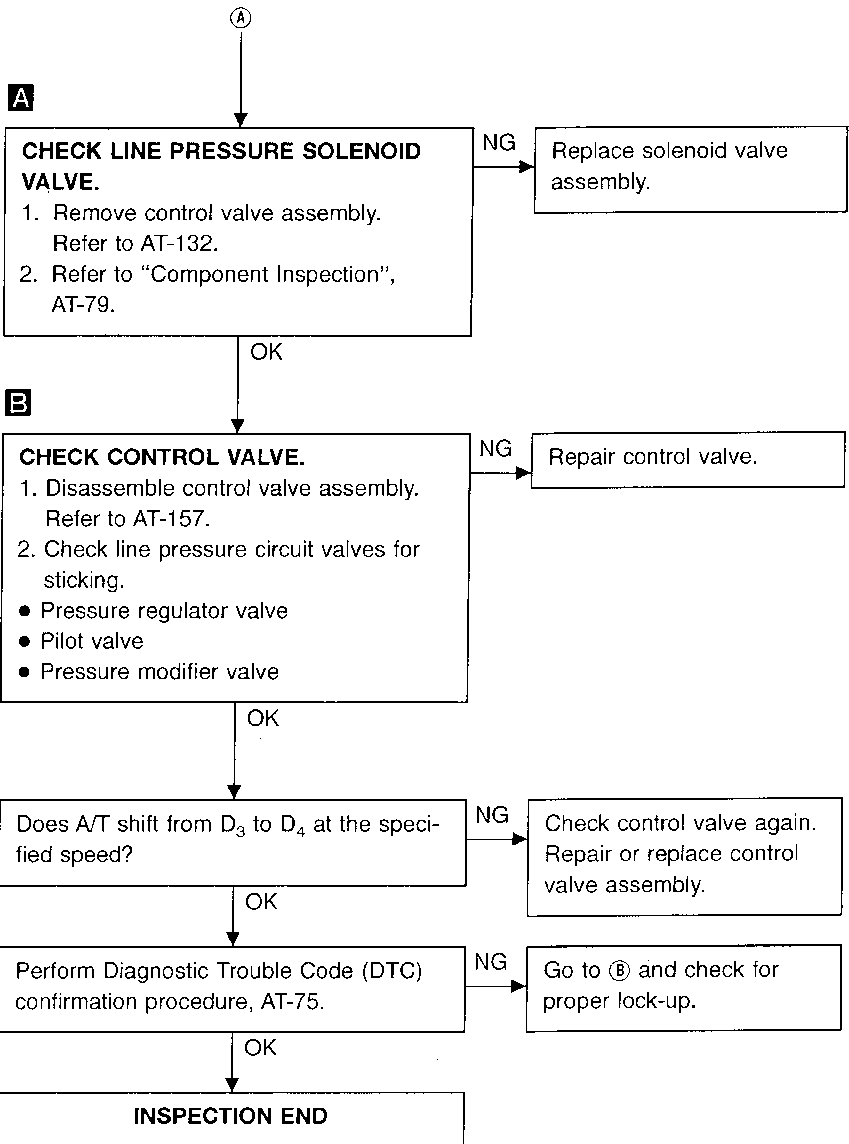 Ⓐ
A
CHECK LINE PRESSURE SOLENOID
VALVE.
1. Remove control valve assembly.
Refer to AT-132.
2. Refer to “Component Inspection”,
AT-79.
NG
Replace solenoid valve
assembly.
OK
B
CHECK CONTROL VALVE.
1. Disassemble control valve assembly.
Refer to AT-157.
2. Check line pressure circuit valves for
sticking.
● Pressure regulator valve
● Pilot valve
● Pressure modifier valve
NG
Repair control valve.
OK
Does A/T shift from D₃ to D₄ at the speci-
fied speed?
NG
Check control valve again.
Repair or replace control
valve assembly.
OK
Perform Diagnostic Trouble Code (DTC)
confirmation procedure, AT-75.
NG
Go to Ⓑ and check for
proper lock-up.
OK
INSPECTION END